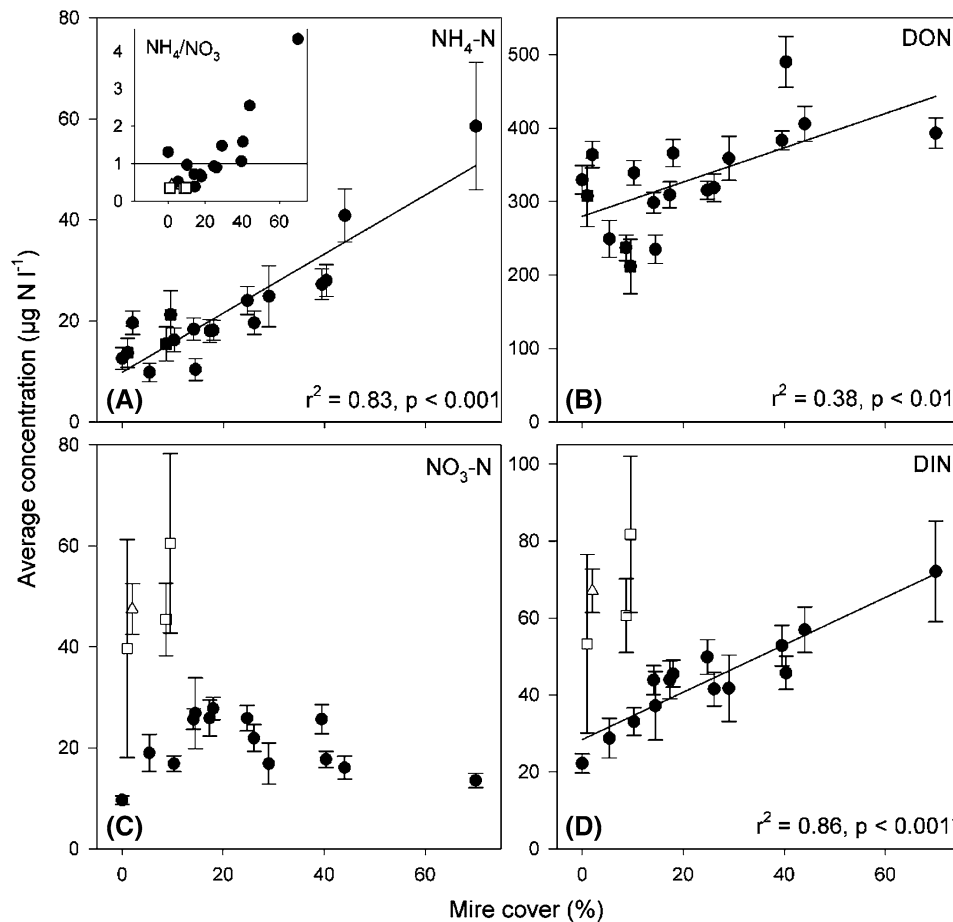 80
60
40
20
0
NH4/NO3
4
3
2
1
0
0 20 40 60
NH4-N
(A)
r2 = 0.83, p < 0.001
500
400
300
200
100
0
DON
(B)
r2 = 0.38, p < 0.01
Average concentration (µg N l-1)
80
60
40
20
0
NO3-N
(C)
0 20 40 60
100
80
60
40
20
0
DIN
(D)
r2 = 0.86, p < 0.001
0 20 40 60
Mire cover (%)